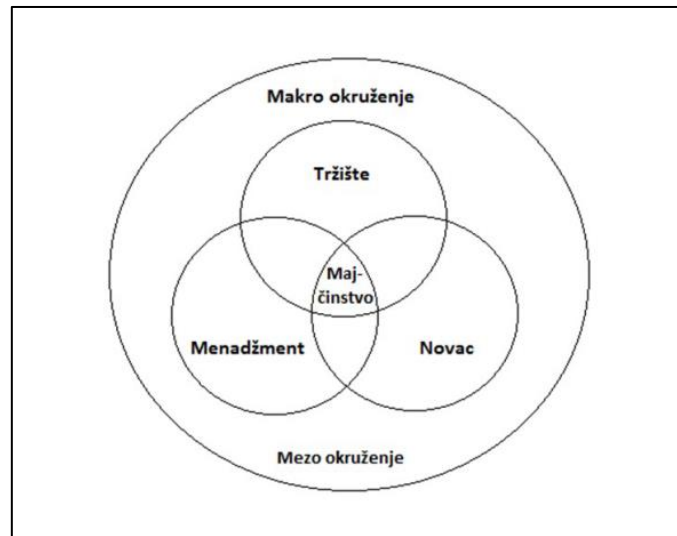 Makro okruženje
Tržište
Maj-
činstvo
Menadžment
Novac
Mezo okruženje